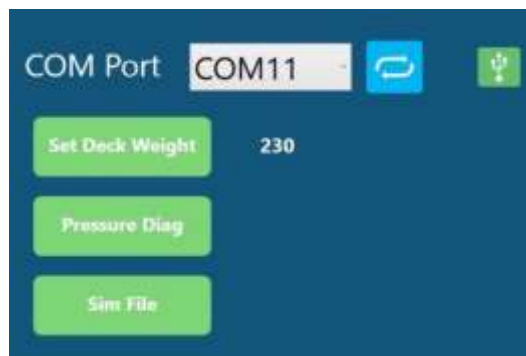 COM Port COM11
Set Deck Weight 230
Pressure Diag
Sim File